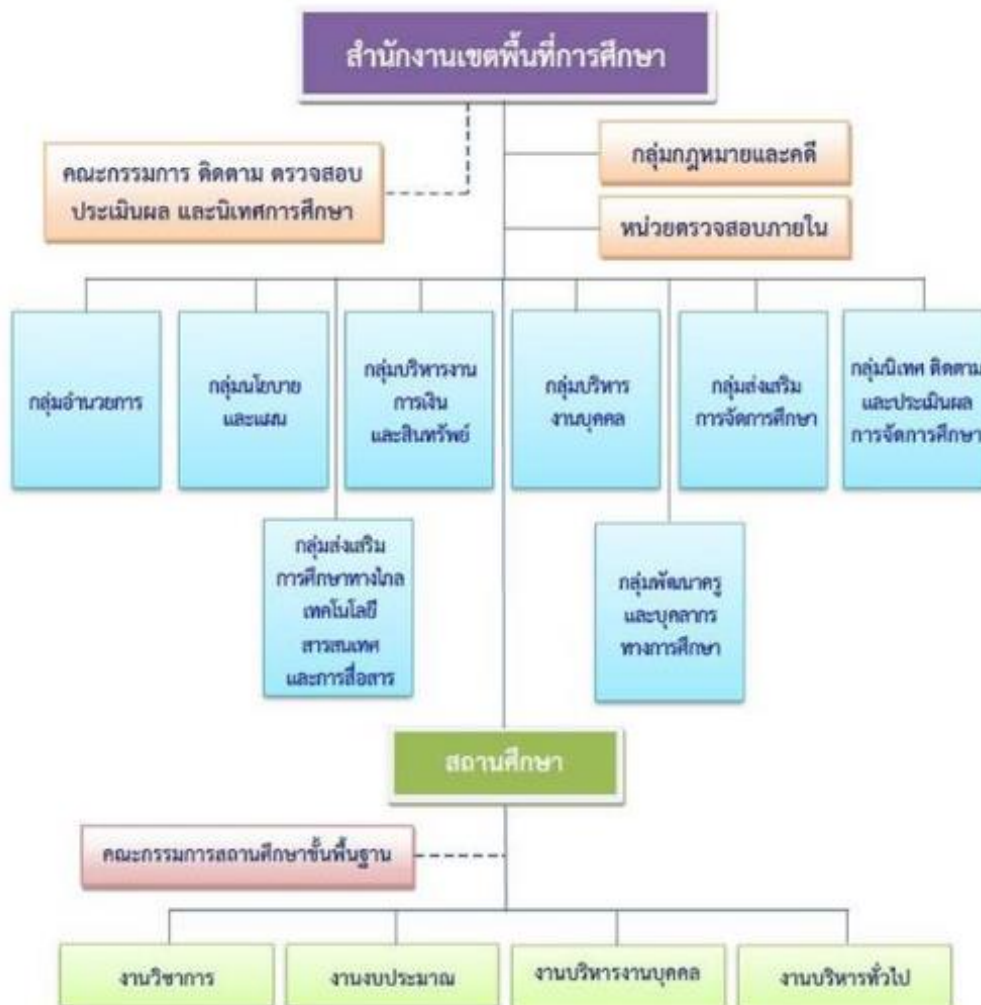 สำนักงานเขตพื้นที่การศึกษา
คณะกรรมการ ติดตาม ตรวจสอบ
ประเมินผล และนิเทศการศึกษา
กลุ่มกฎหมายและคดี
หน่วยตรวจสอบภายใน
กลุ่มอำนวยการ
กลุ่มนโยบาย
และแผน
กลุ่มบริหารงาน
การเงิน
และสินทรัพย์
กลุ่มบริหาร
งานบุคคล
กลุ่มส่งเสริม
การจัดการศึกษา
กลุ่มนิเทศ ติดตาม
และประเมินผล
การจัดการศึกษา
กลุ่มส่งเสริม
การศึกษาทางไกล
เทคโนโลยี
สารสนเทศ
และการสื่อสาร
กลุ่มพัฒนาครู
และบุคลากร
ทางการศึกษา
สถานศึกษา
คณะกรรมการสถานศึกษาขั้นพื้นฐาน
งานวิชาการ
งานงบประมาณ
งานบริหารงานบุคคล
งานบริหารทั่วไป